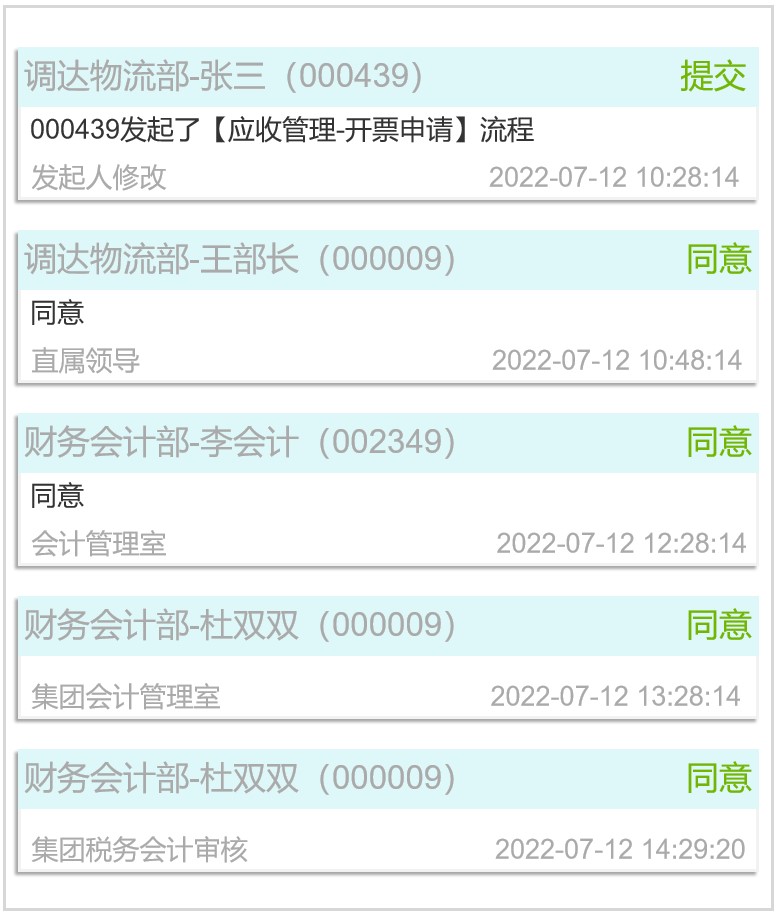 调达物流部-张三（000439） 提交
000439发起了【应收管理-开票申请】流程
发起人修改 2022-07-12 10:28:14
调达物流部-王部长（000009） 同意
同意
直属领导 2022-07-12 10:48:14
财务会计部-李会计（002349） 同意
同意
会计管理室 2022-07-12 12:28:14
财务会计部-杜双双（000009） 同意
集团会计管理室 2022-07-12 13:28:14
财务会计部-杜双双（000009） 同意
集团税务会计审核 2022-07-12 14:29:20